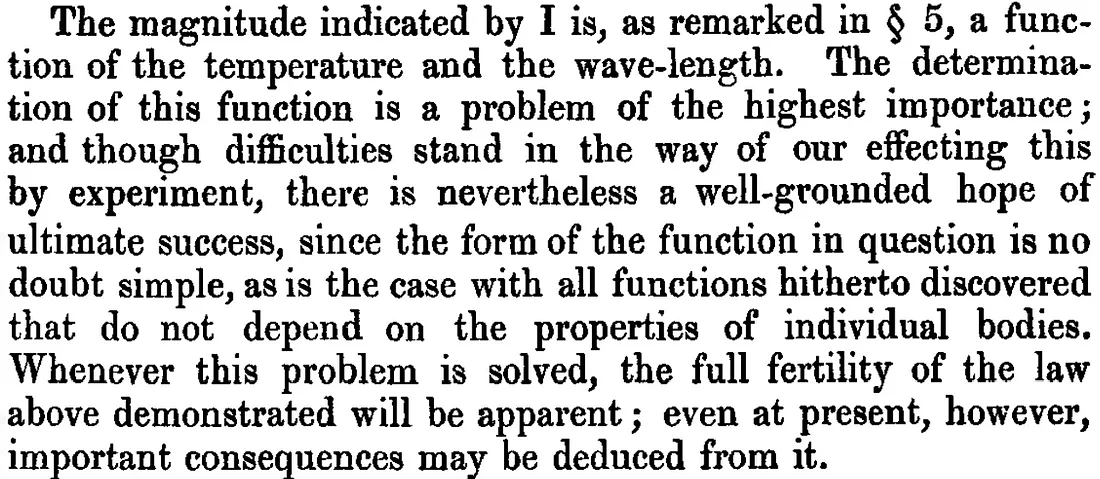 The magnitude indicated by I is, as remarked in § 5, a func-
tion of the temperature and the wave-length. The determina-
tion of this function is a problem of the highest importance;
and though difficulties stand in the way of our effecting this
by experiment, there is nevertheless a well-grounded hope of
ultimate success, since the form of the function in question is no
doubt simple, as is the case with all functions hitherto discovered
that do not depend on the properties of individual bodies.
Whenever this problem is solved, the full fertility of the law
above demonstrated will be apparent; even at present, however,
important consequences may be deduced from it.